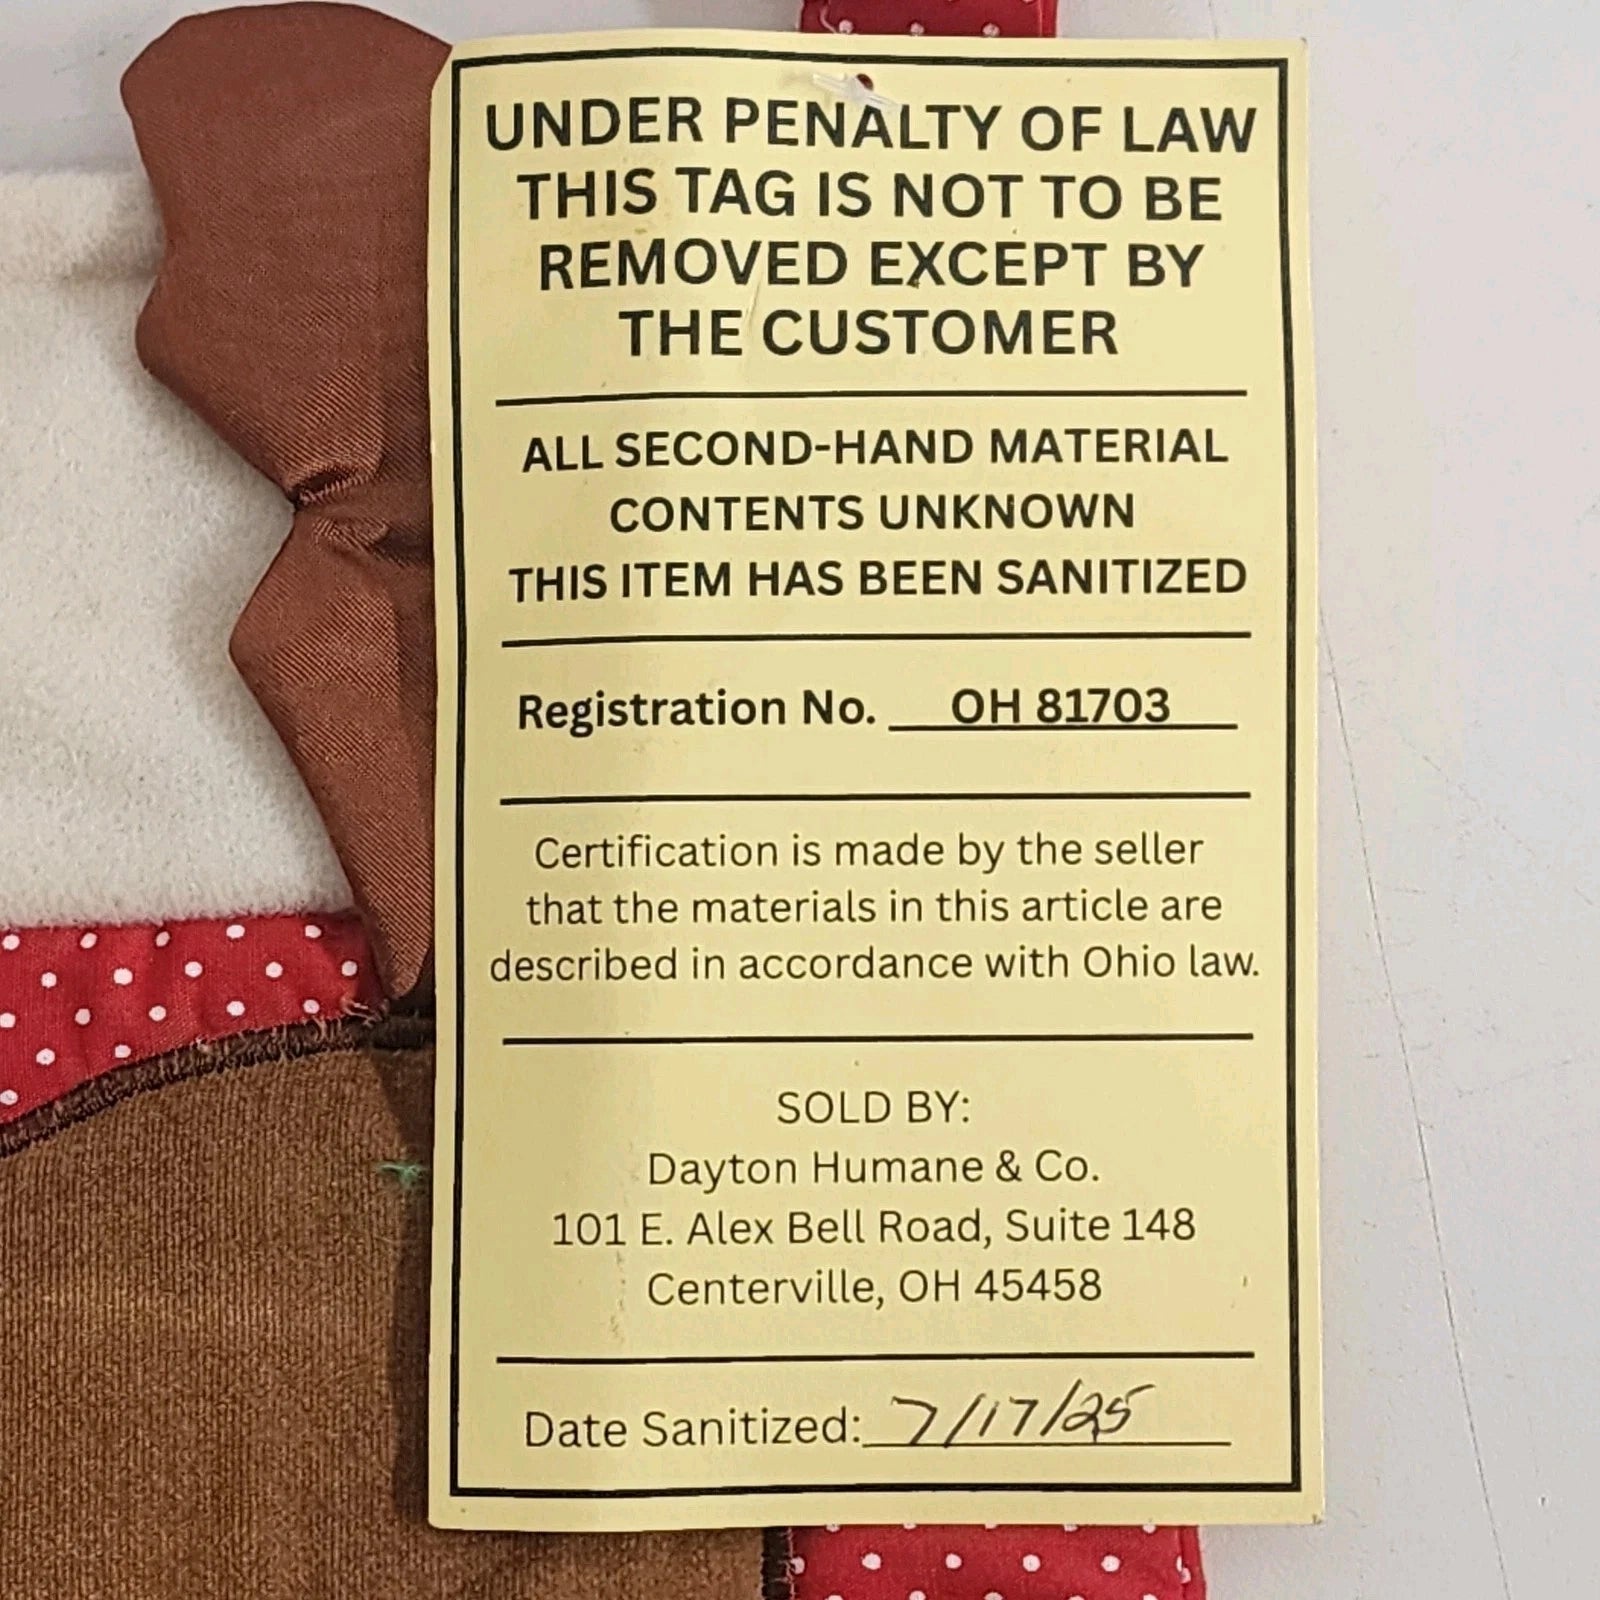 UNDER PENALTY OF LAW
THIS TAG IS NOT TO BE
REMOVED EXCEPT BY
THE CUSTOMER
ALL SECOND-HAND MATERIAL
CONTENTS UNKNOWN
THIS ITEM HAS BEEN SANITIZED
Registration No. OH 81703
Certification is made by the seller
that the materials in this article are
described in accordance with Ohio law.
SOLD BY:
Dayton Humane & Co.
101 E. Alex Bell Road, Suite 148
Centerville, OH 45458
Date Sanitized: 7/17/25